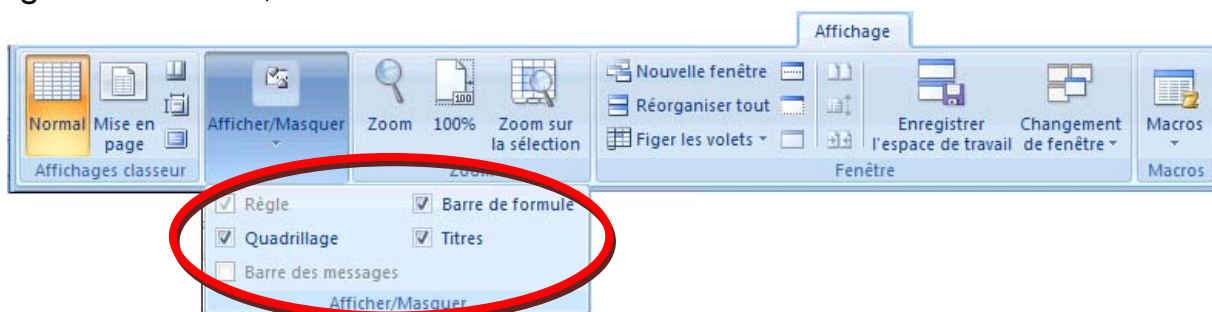 Affichage
Normal
Mise en page
Affichages classeur
Afficher/Masquer
Zoom
100%
Zoom sur
la sélection
Nouvelle fenêtre
Réorganiser tout
Figer les volets
Enregistrer
l'espace de travail
Changement
de fenêtre
Fenêtre
Macros
Macros
Règle
Barre de formule
Quadrillage
Titres
Barre des messages
Afficher/Masquer